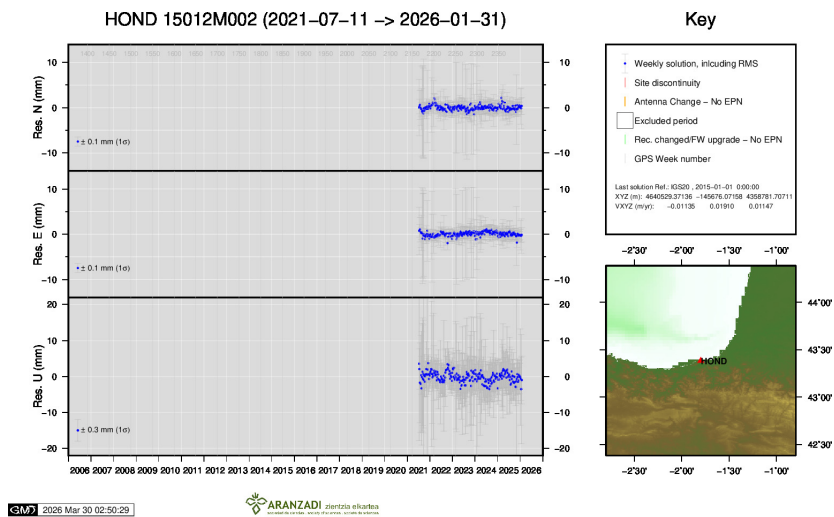 HOND 15012M002 (2021-07-11 -> 2026-01-31)
Key
1400
Res. N (mm)
10
0
-10
± 0.1 mm (1σ)
Res. E (mm)
10
0
-10
± 0.1 mm (1σ)
Res. U (mm)
20
10
0
-10
-20
± 0.3 mm (1σ)
2006 2007 2008 2009 2010 2011 2012 2013 2014 2015 2016 2017 2018 2019 2020 2021 2022 2023 2024 2025 2026
Weekly solution, inlcuding RMS
Site discontinuity
Antenna Change – No EPN
Excluded period
Rec. changed/FW upgrade – No EPN
GPS Week number
Last solution Ref.: IGS20 , 2015-01-01 0:00:00
XYZ (m): 4640529.37136 -145676.07158 4358781.70711
VXYZ (m/yr): -0.01135 0.01910 0.01147
-2°30' -2°00' -1°30' -1°00'
44°00'
43°30'
43°00'
42°30'
HOND
-2°30' -2°00' -1°30' -1°00'
GMD 2026 Mar 30 02:50:29
ARANZADI zientzia elkartea